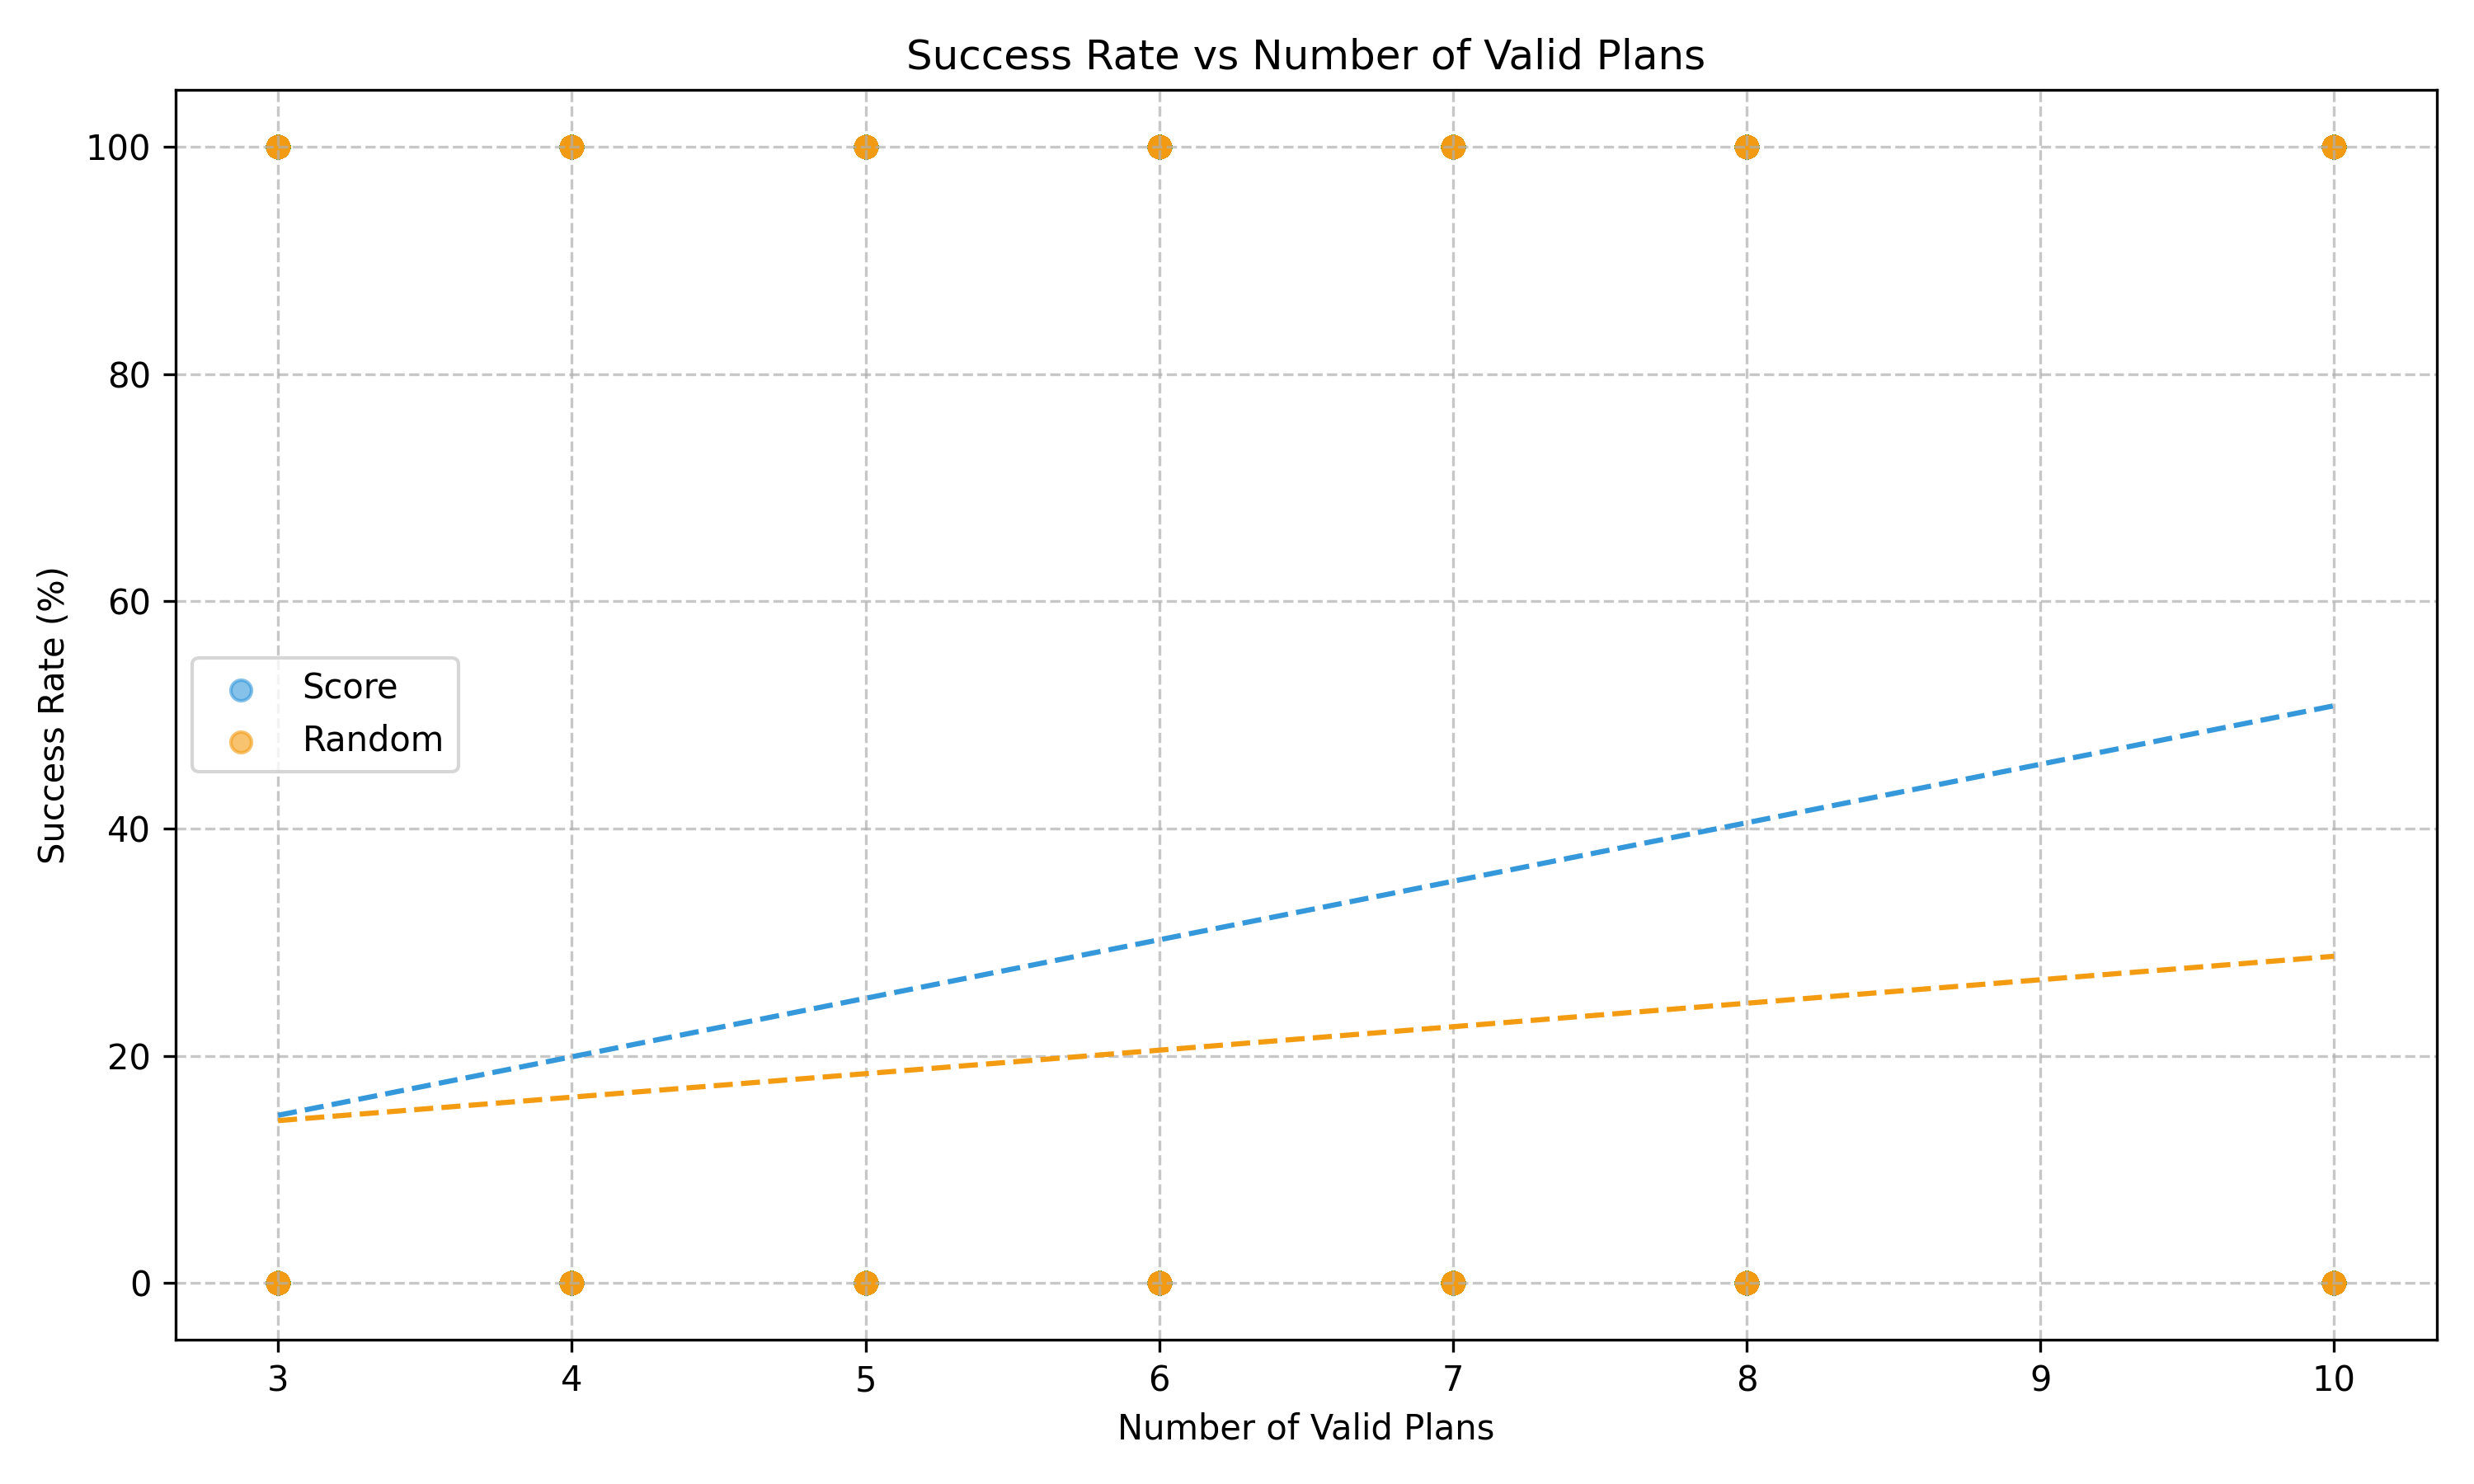 Success Rate vs Number of Valid Plans
Success Rate (%)
100
80
60
40
20
0
Score
Random
3 4 5 6 7 8 9 10
Number of Valid Plans